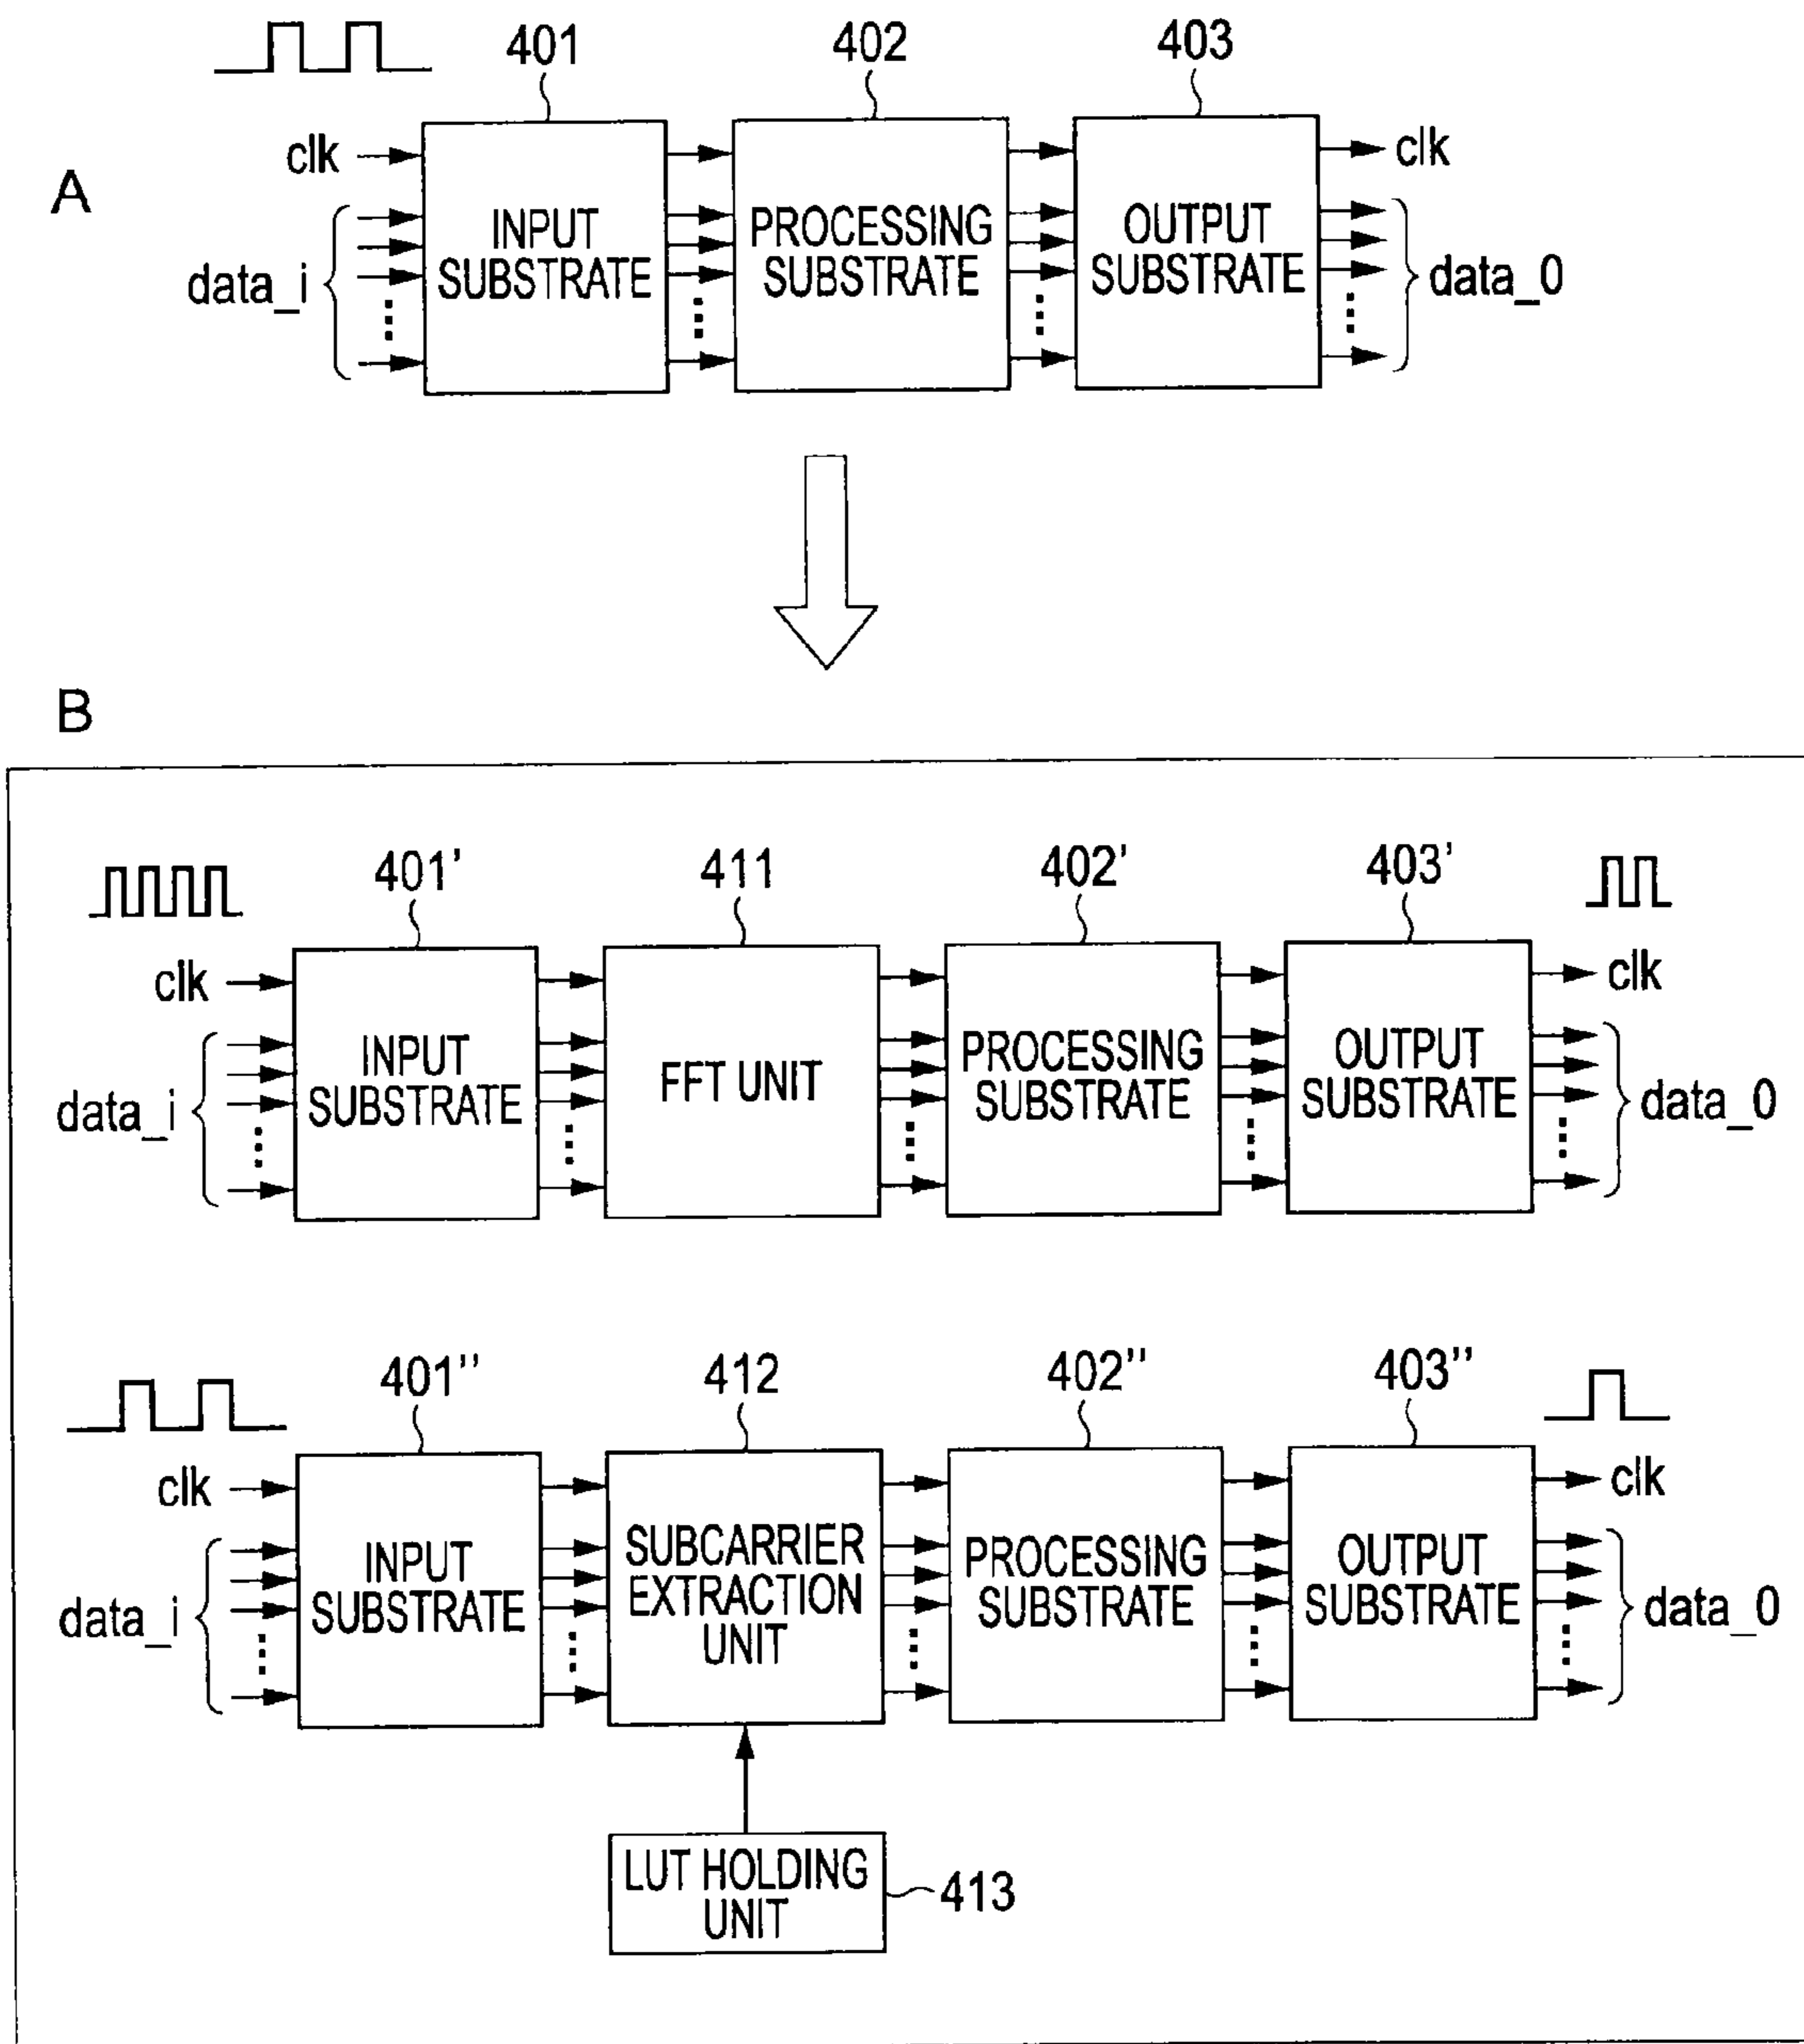 401
402
403
clk
clk
A
INPUT
SUBSTRATE
PROCESSING
SUBSTRATE
OUTPUT
SUBSTRATE
data_i
data_0
B
401'
411
402'
403'
clk
clk
INPUT
SUBSTRATE
FFT UNIT
PROCESSING
SUBSTRATE
OUTPUT
SUBSTRATE
data_i
data_0
401''
412
402''
403''
clk
clk
INPUT
SUBSTRATE
SUBCARRIER
EXTRACTION
UNIT
PROCESSING
SUBSTRATE
OUTPUT
SUBSTRATE
data_i
data_0
LUT HOLDING
UNIT
413